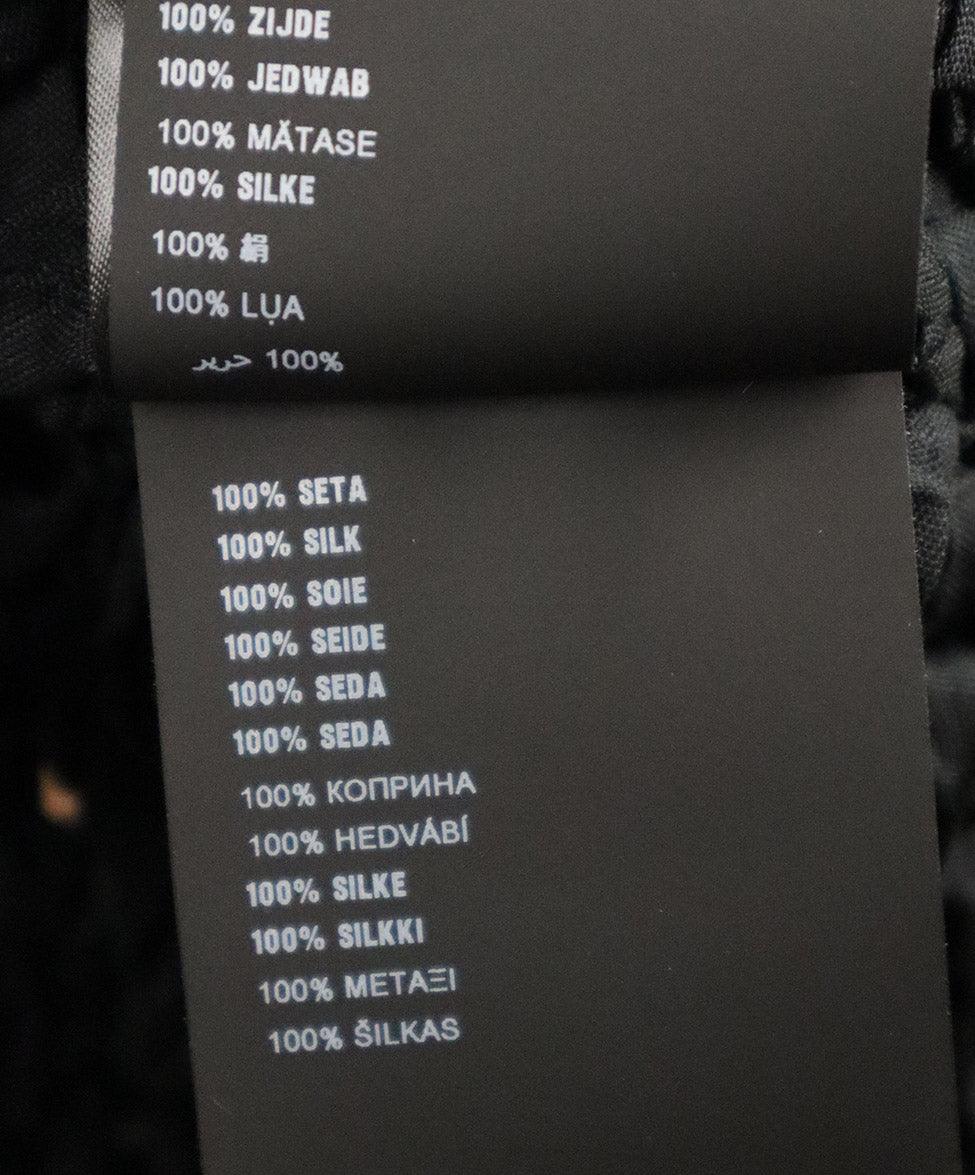 100% ZIJDE
100% JEDWAB
100% MĂTASE
100% SILKE
100% 絹
100% LỤA
100% حرير
100% SETA
100% SILK
100% SOIE
100% SEIDE
100% SEDA
100% SEDA
100% КОПРИНА
100% HEDVÁBÍ
100% SILKE
100% SILKKI
100% ΜΕΤΑΞΙ
100% ŠILKAS